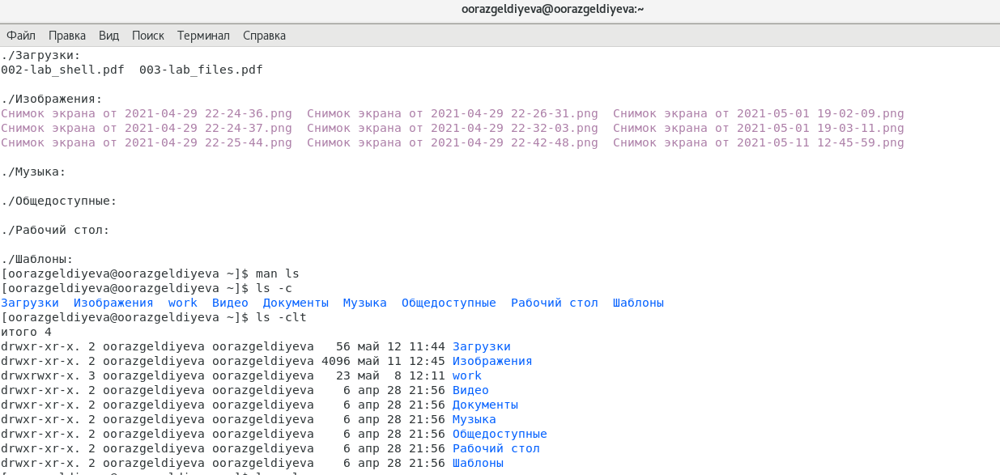 oorazgeldiyeva@oorazgeldiyeva:~
Файл Правка Вид Поиск Терминал Справка
./Загрузки:
002-lab_shell.pdf  003-lab_files.pdf
./Изображения:
Снимок экрана от 2021-04-29 22-24-36.png  Снимок экрана от 2021-04-29 22-26-31.png  Снимок экрана от 2021-05-01 19-02-09.png
Снимок экрана от 2021-04-29 22-24-37.png  Снимок экрана от 2021-04-29 22-32-03.png  Снимок экрана от 2021-05-01 19-03-11.png
Снимок экрана от 2021-04-29 22-25-44.png  Снимок экрана от 2021-04-29 22-42-48.png  Снимок экрана от 2021-05-11 12-45-59.png
./Музыка:
./Общедоступные:
./Рабочий стол:
./Шаблоны:
[oorazgeldiyeva@oorazgeldiyeva ~]$ man ls
[oorazgeldiyeva@oorazgeldiyeva ~]$ ls -c
Загрузки  Изображения  work  Видео  Документы  Музыка  Общедоступные  Рабочий стол  Шаблоны
[oorazgeldiyeva@oorazgeldiyeva ~]$ ls -clt
итого 4
drwxr-xr-x. 2 oorazgeldiyeva oorazgeldiyeva   56 май 12 11:44 Загрузки
drwxr-xr-x. 2 oorazgeldiyeva oorazgeldiyeva 4096 май 11 12:45 Изображения
drwxrwxr-x. 3 oorazgeldiyeva oorazgeldiyeva   23 май  8 12:11 work
drwxr-xr-x. 2 oorazgeldiyeva oorazgeldiyeva    6 апр 28 21:56 Видео
drwxr-xr-x. 2 oorazgeldiyeva oorazgeldiyeva    6 апр 28 21:56 Документы
drwxr-xr-x. 2 oorazgeldiyeva oorazgeldiyeva    6 апр 28 21:56 Музыка
drwxr-xr-x. 2 oorazgeldiyeva oorazgeldiyeva    6 апр 28 21:56 Общедоступные
drwxr-xr-x. 2 oorazgeldiyeva oorazgeldiyeva    6 апр 28 21:56 Рабочий стол
drwxr-xr-x. 2 oorazgeldiyeva oorazgeldiyeva    6 апр 28 21:56 Шаблоны